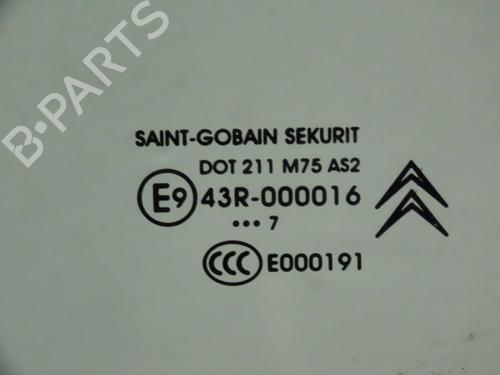 B-PARTS
SAINT-GOBAIN SEKURIT
DOT 211 M75 AS2
E9 43R-000016
••• 7
CCC E000191